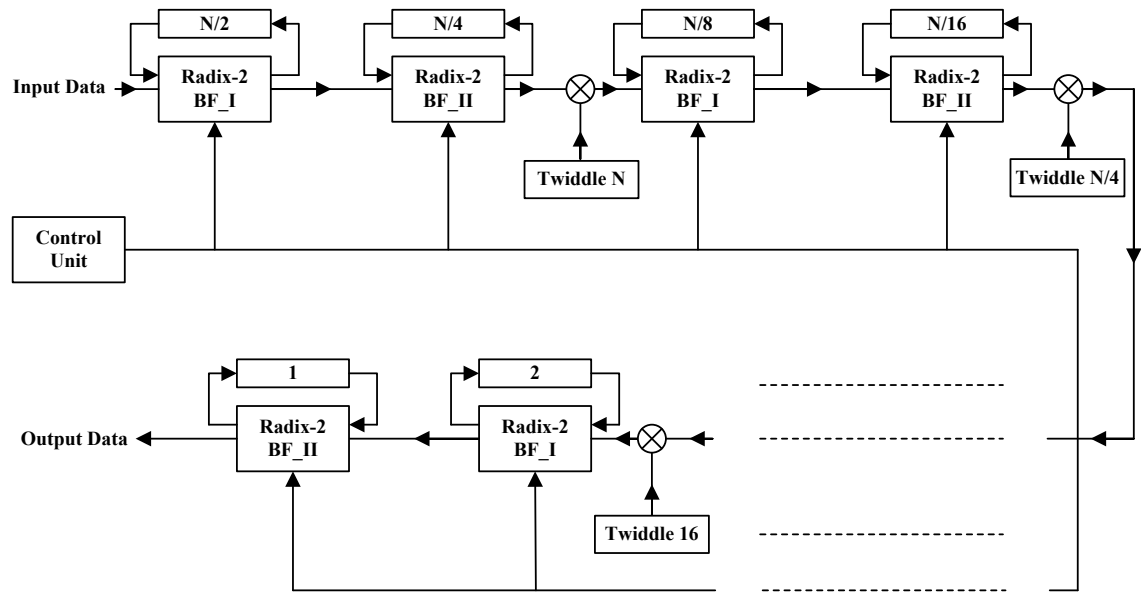 N/2
N/4
N/8
N/16
Input Data
Radix-2
BF_I
Radix-2
BF_II
Radix-2
BF_I
Radix-2
BF_II
Twiddle N
Twiddle N/4
Control
Unit
1
2
Output Data
Radix-2
BF_II
Radix-2
BF_I
Twiddle 16